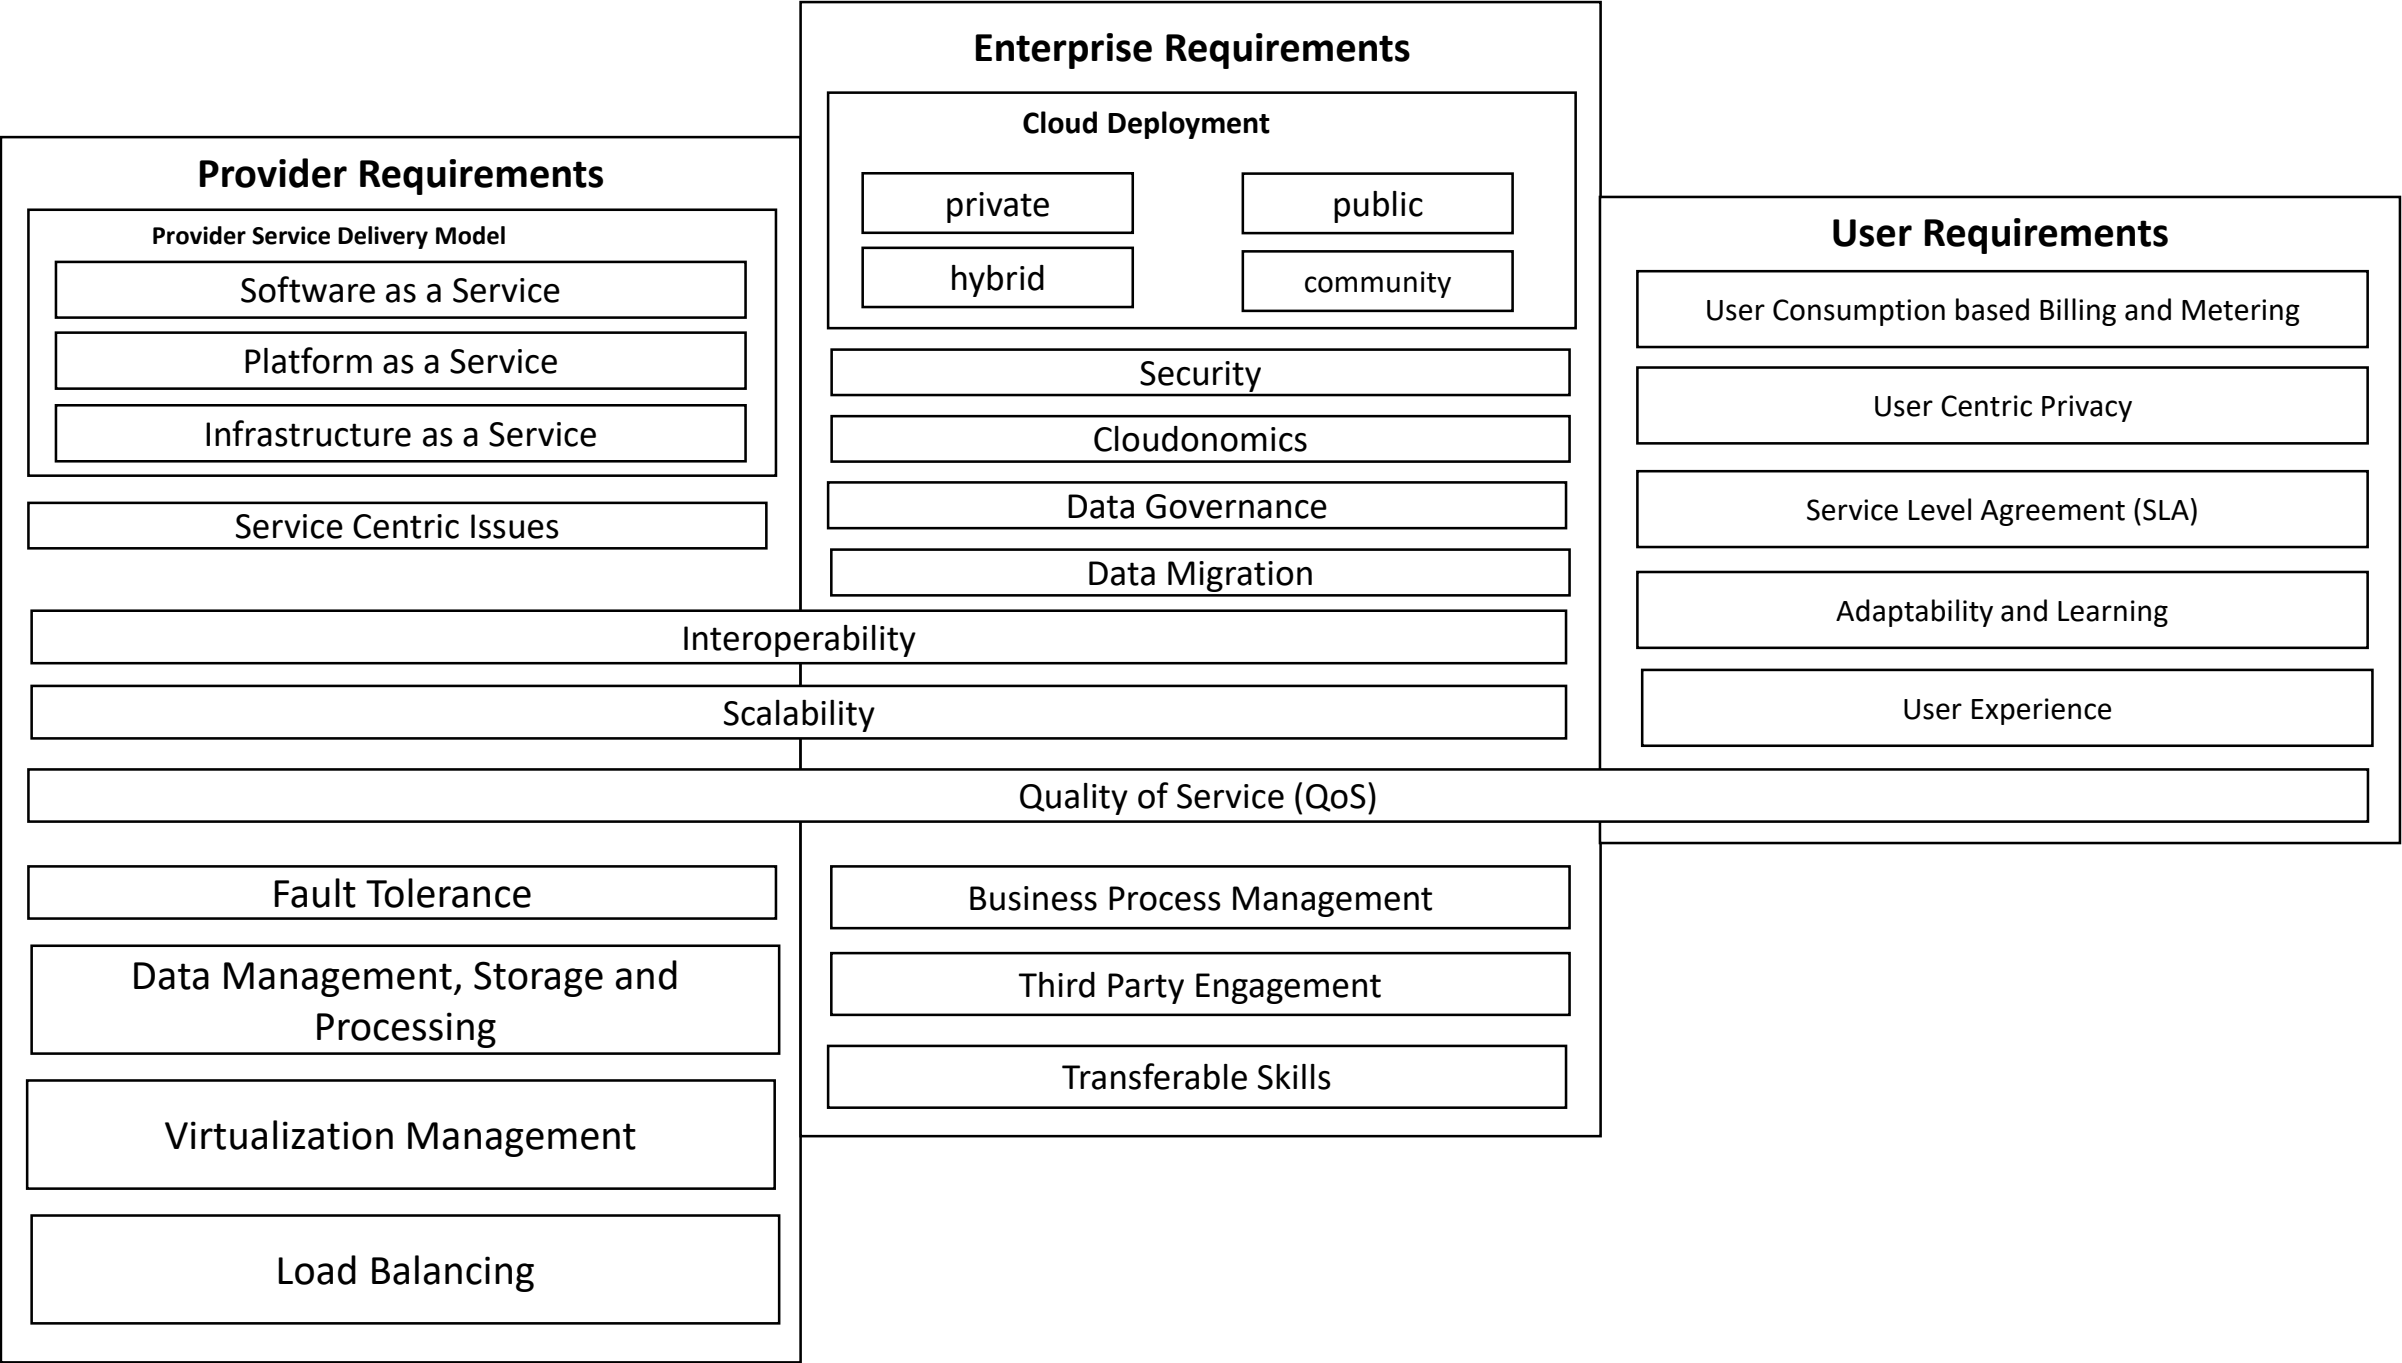 Enterprise Requirements
Cloud Deployment
private
public
hybrid
community
Security
Cloudonomics
Data Governance
Data Migration
Provider Requirements
Provider Service Delivery Model
Software as a Service
Platform as a Service
Infrastructure as a Service
Service Centric Issues
User Requirements
User Consumption based Billing and Metering
User Centric Privacy
Service Level Agreement (SLA)
Adaptability and Learning
User Experience
Interoperability
Scalability
Quality of Service (QoS)
Fault Tolerance
Data Management, Storage and
Processing
Virtualization Management
Load Balancing
Business Process Management
Third Party Engagement
Transferable Skills